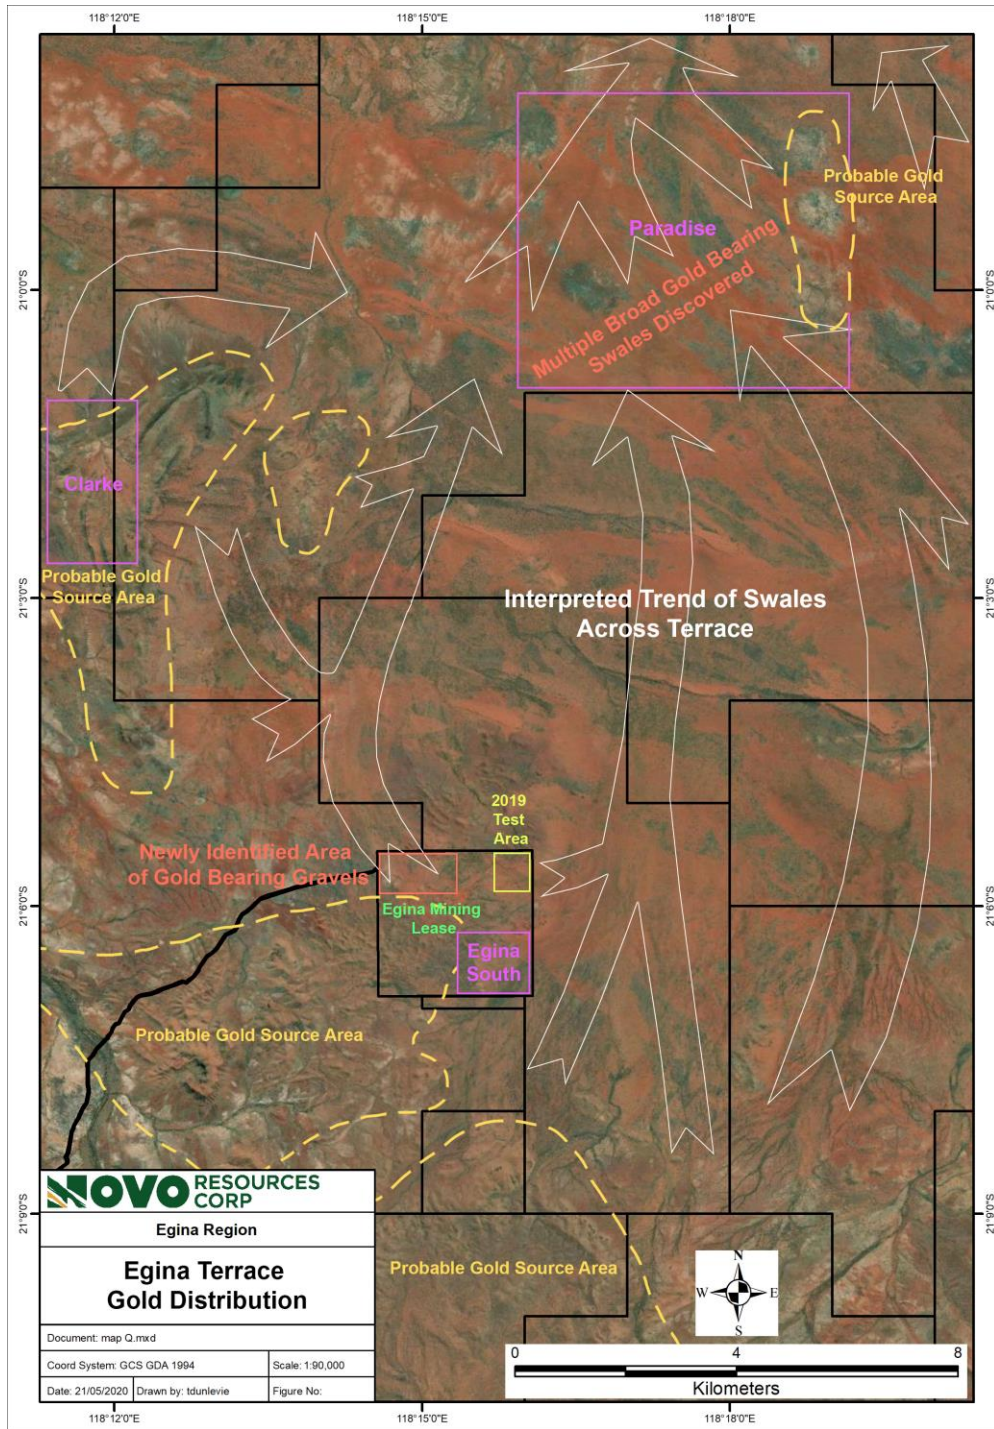 118°12'0"E
118°15'0"E
118°18'0"E
Probable Gold
Source Area
Paradise
Multiple Broad Gold Bearing
Swales Discovered
21°0'0"S
21°0'0"S
Clarke
Probable Gold
Source Area
21°3'0"S
21°3'0"S
Interpreted Trend of Swales
Across Terrace
2019
Test
Area
Newly Identified Area
of Gold Bearing Gravels
Egina Mining
Lease
Egina
South
21°6'0"S
21°6'0"S
Probable Gold Source Area
21°9'0"S
21°9'0"S
Probable Gold Source Area
NOVO RESOURCES
CORP
Egina Region
Egina Terrace
Gold Distribution
Document: map Q.mxd
Coord System: GCS GDA 1994
Scale: 1:90,000
Date: 21/05/2020
Drawn by: tdunlevie
Figure No:
N
W
E
S
0
4
8
Kilometers
118°12'0"E
118°15'0"E
118°18'0"E